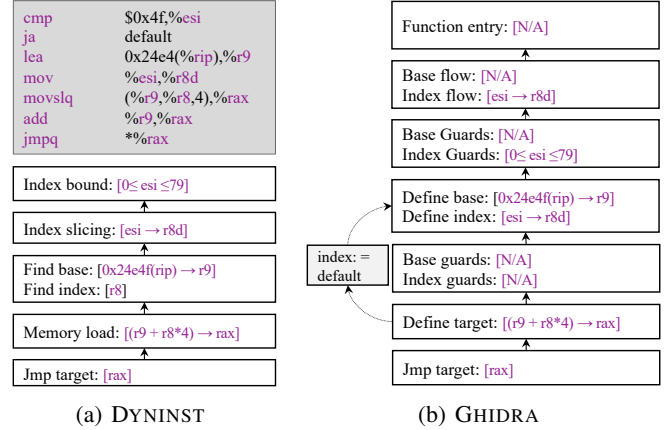 cmp $0x4f,%esi
ja default
lea 0x24e4(%rip),%r9
mov %esi,%r8d
movslq (%r9,%r8,4),%rax
add %r9,%rax
jmpq *%rax
Index bound: [0≤ esi ≤79]
Index slicing: [esi → r8d]
Find base: [0x24e4f(rip) → r9]
Find index: [r8]
Memory load: [(r9 + r8*4) → rax]
Jmp target: [rax]
(a) DYNINST
Function entry: [N/A]
Base flow: [N/A]
Index flow: [esi → r8d]
Base Guards: [N/A]
Index Guards: [0≤ esi ≤79]
Define base: [0x24e4f(rip) → r9]
Define index: [esi → r8d]
index: =
default
Base guards: [N/A]
Index guards: [N/A]
Define target: [(r9 + r8*4) → rax]
Jmp target: [rax]
(b) GHIDRA